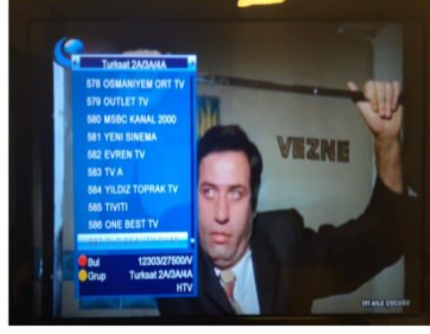 Turksat 2A/3A/4A
578 OSMANIYEM ORT TV
579 OUTLET TV
580 MSBC KANAL 2000
581 YENI SINEMA
582 EVREN TV
583 TV A
584 YILDIZ TOPRAK TV
585 TIVITI
586 ONE BEST TV
Bul 12303/27500/V
Grup Turksat 2A/3A/4A
HTV
VEZNE